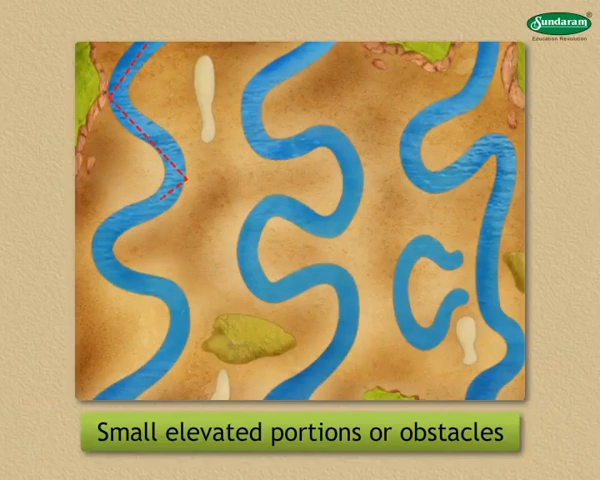 Sundaram®
Education Revolution
Small elevated portions or obstacles